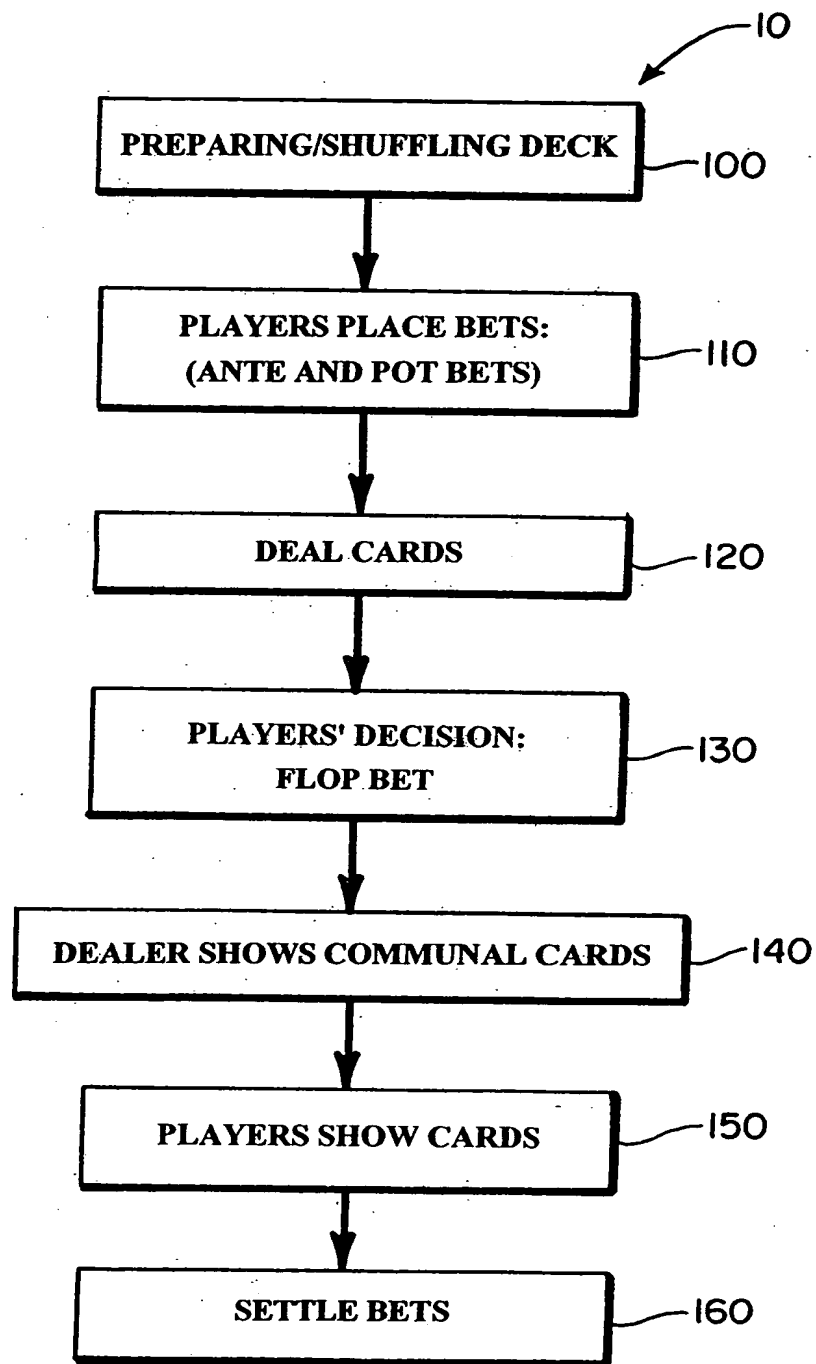 10
PREPARING/SHUFFLING DECK
100
PLAYERS PLACE BETS:
(ANTE AND POT BETS)
110
DEAL CARDS
120
PLAYERS' DECISION:
FLOP BET
130
DEALER SHOWS COMMUNAL CARDS
140
PLAYERS SHOW CARDS
150
SETTLE BETS
160